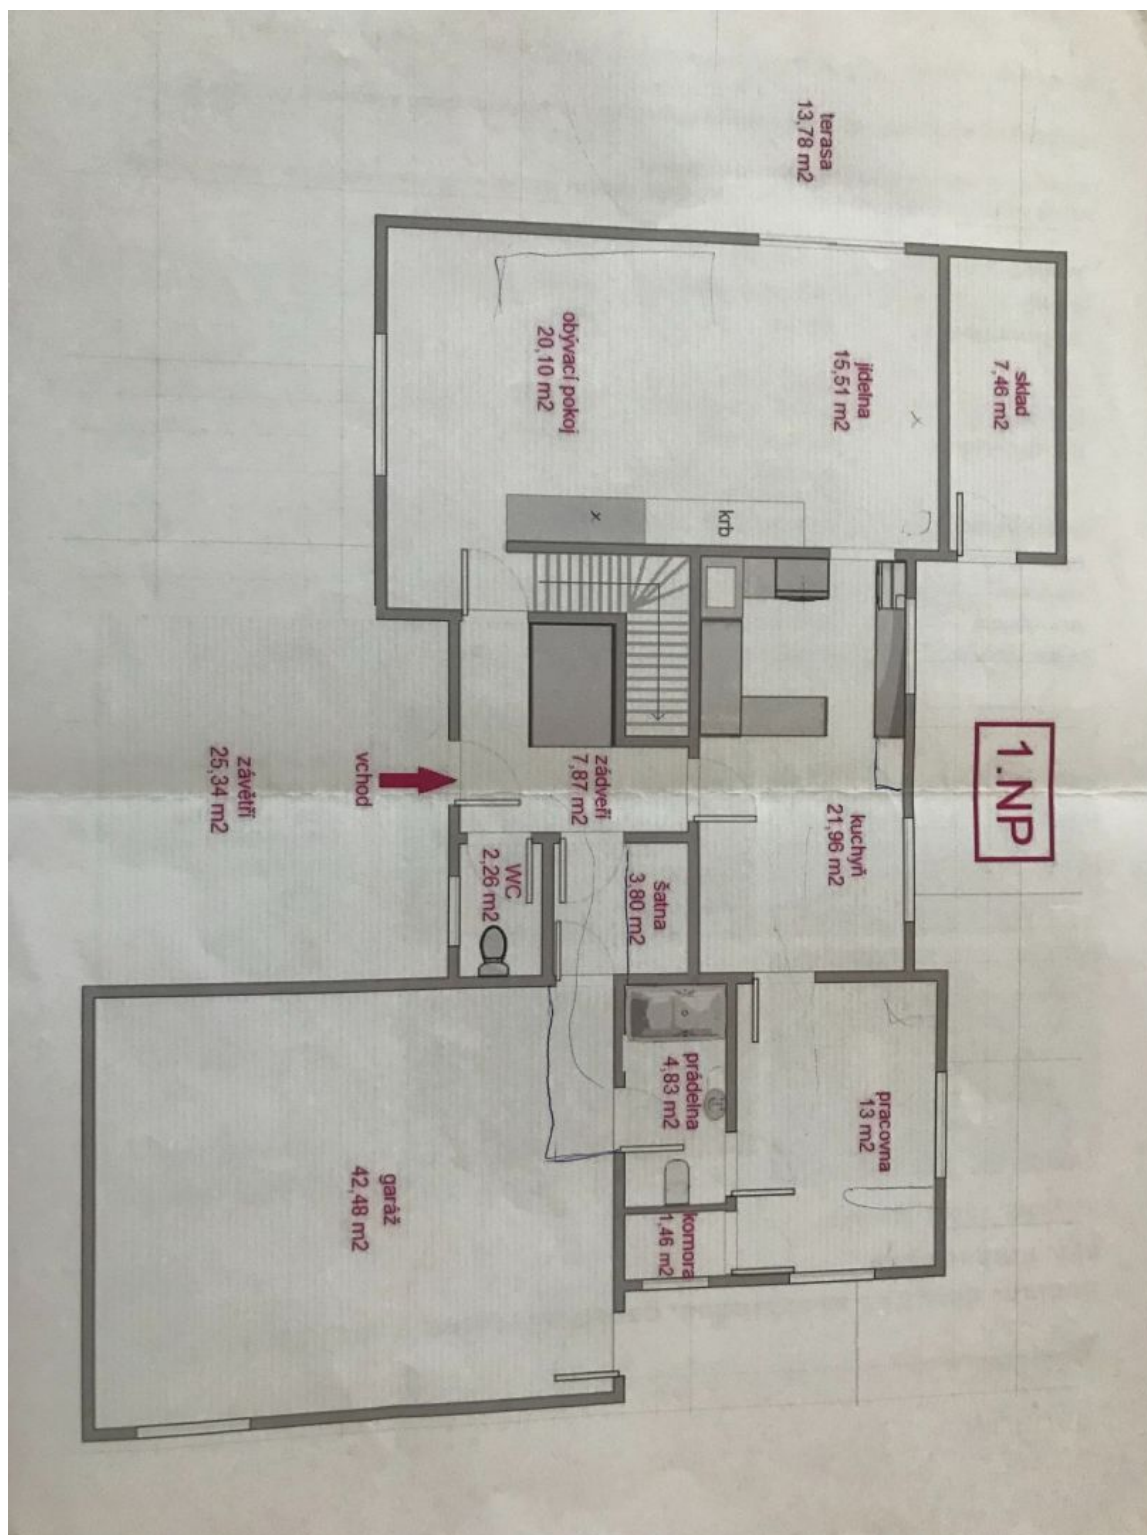 1.NP
terasa
13,78 m2
sklad
7,46 m2
jídelna
15,51 m2
obývací pokoj
20,10 m2
krb
x
x
kuchyň
21,96 m2
zádveří
7,87 m2
vchod
závětří
25,34 m2
šatna
3,80 m2
WC
2,26 m2
pracovna
13 m2
prádelna
4,83 m2
komora
1,46 m2
garáž
42,48 m2